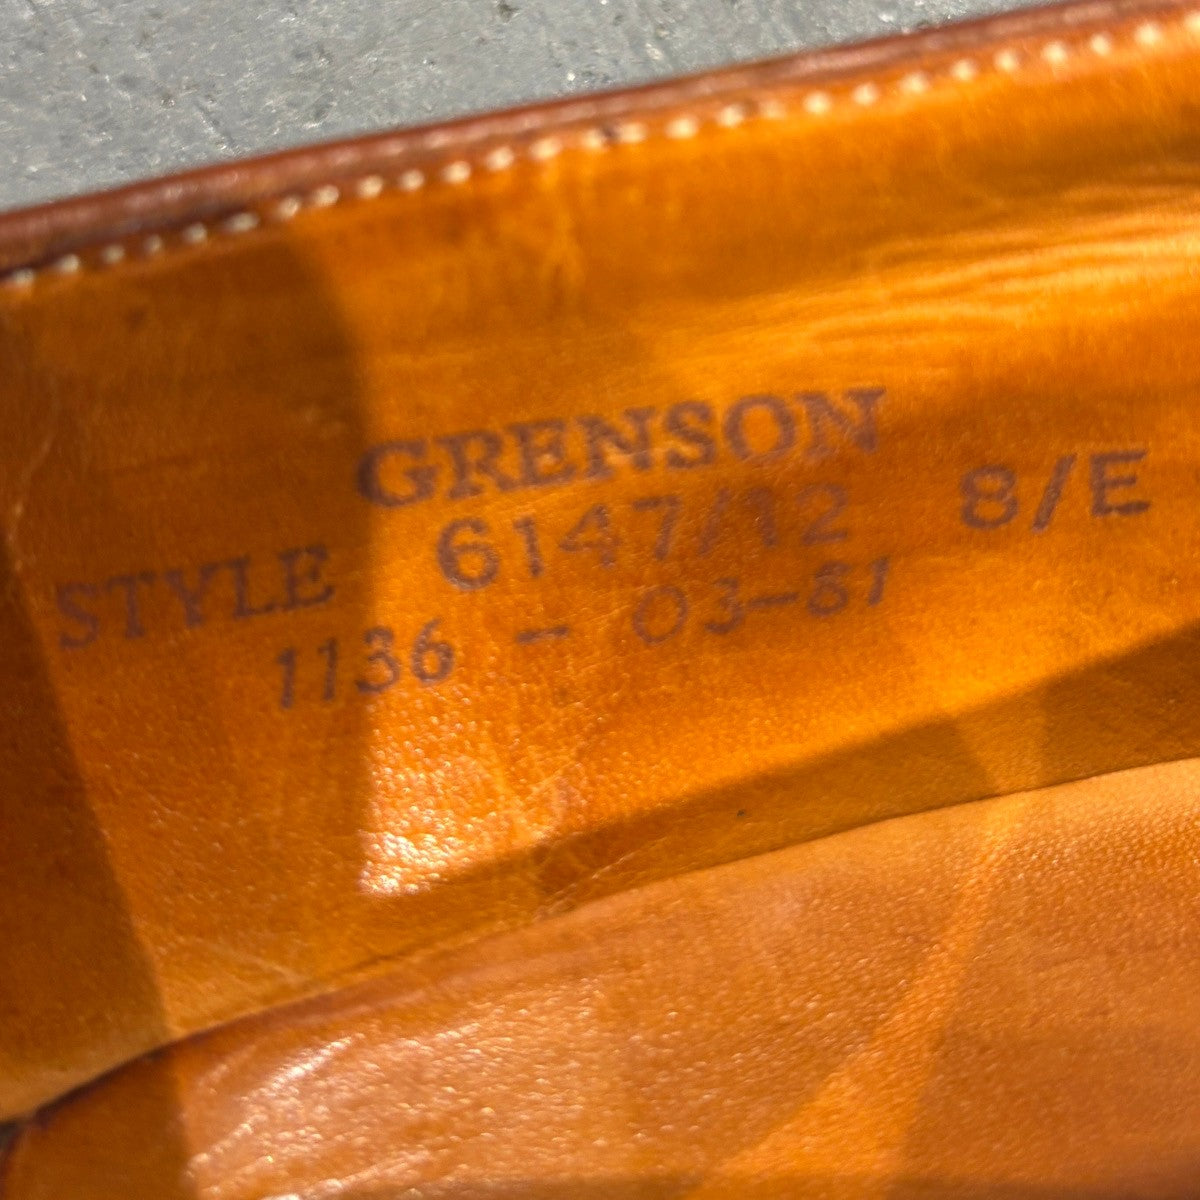 GRENSON
STYLE 6147/12 8/E
1136 - 03-81